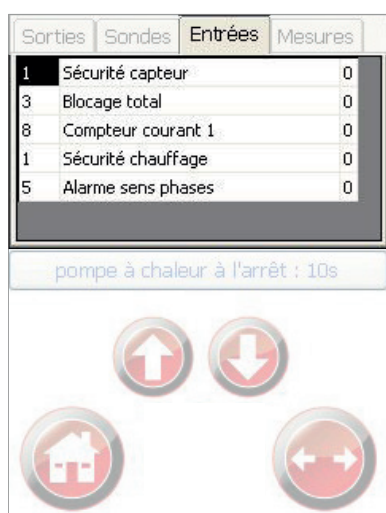 Sorties Sondes Entrées Mesures
1 Sécurité capteur 0
3 Blocage total 0
8 Compteur courant 1 0
1 Sécurité chauffage 0
5 Alarme sens phases 0
pompe à chaleur à l'arrêt : 10s